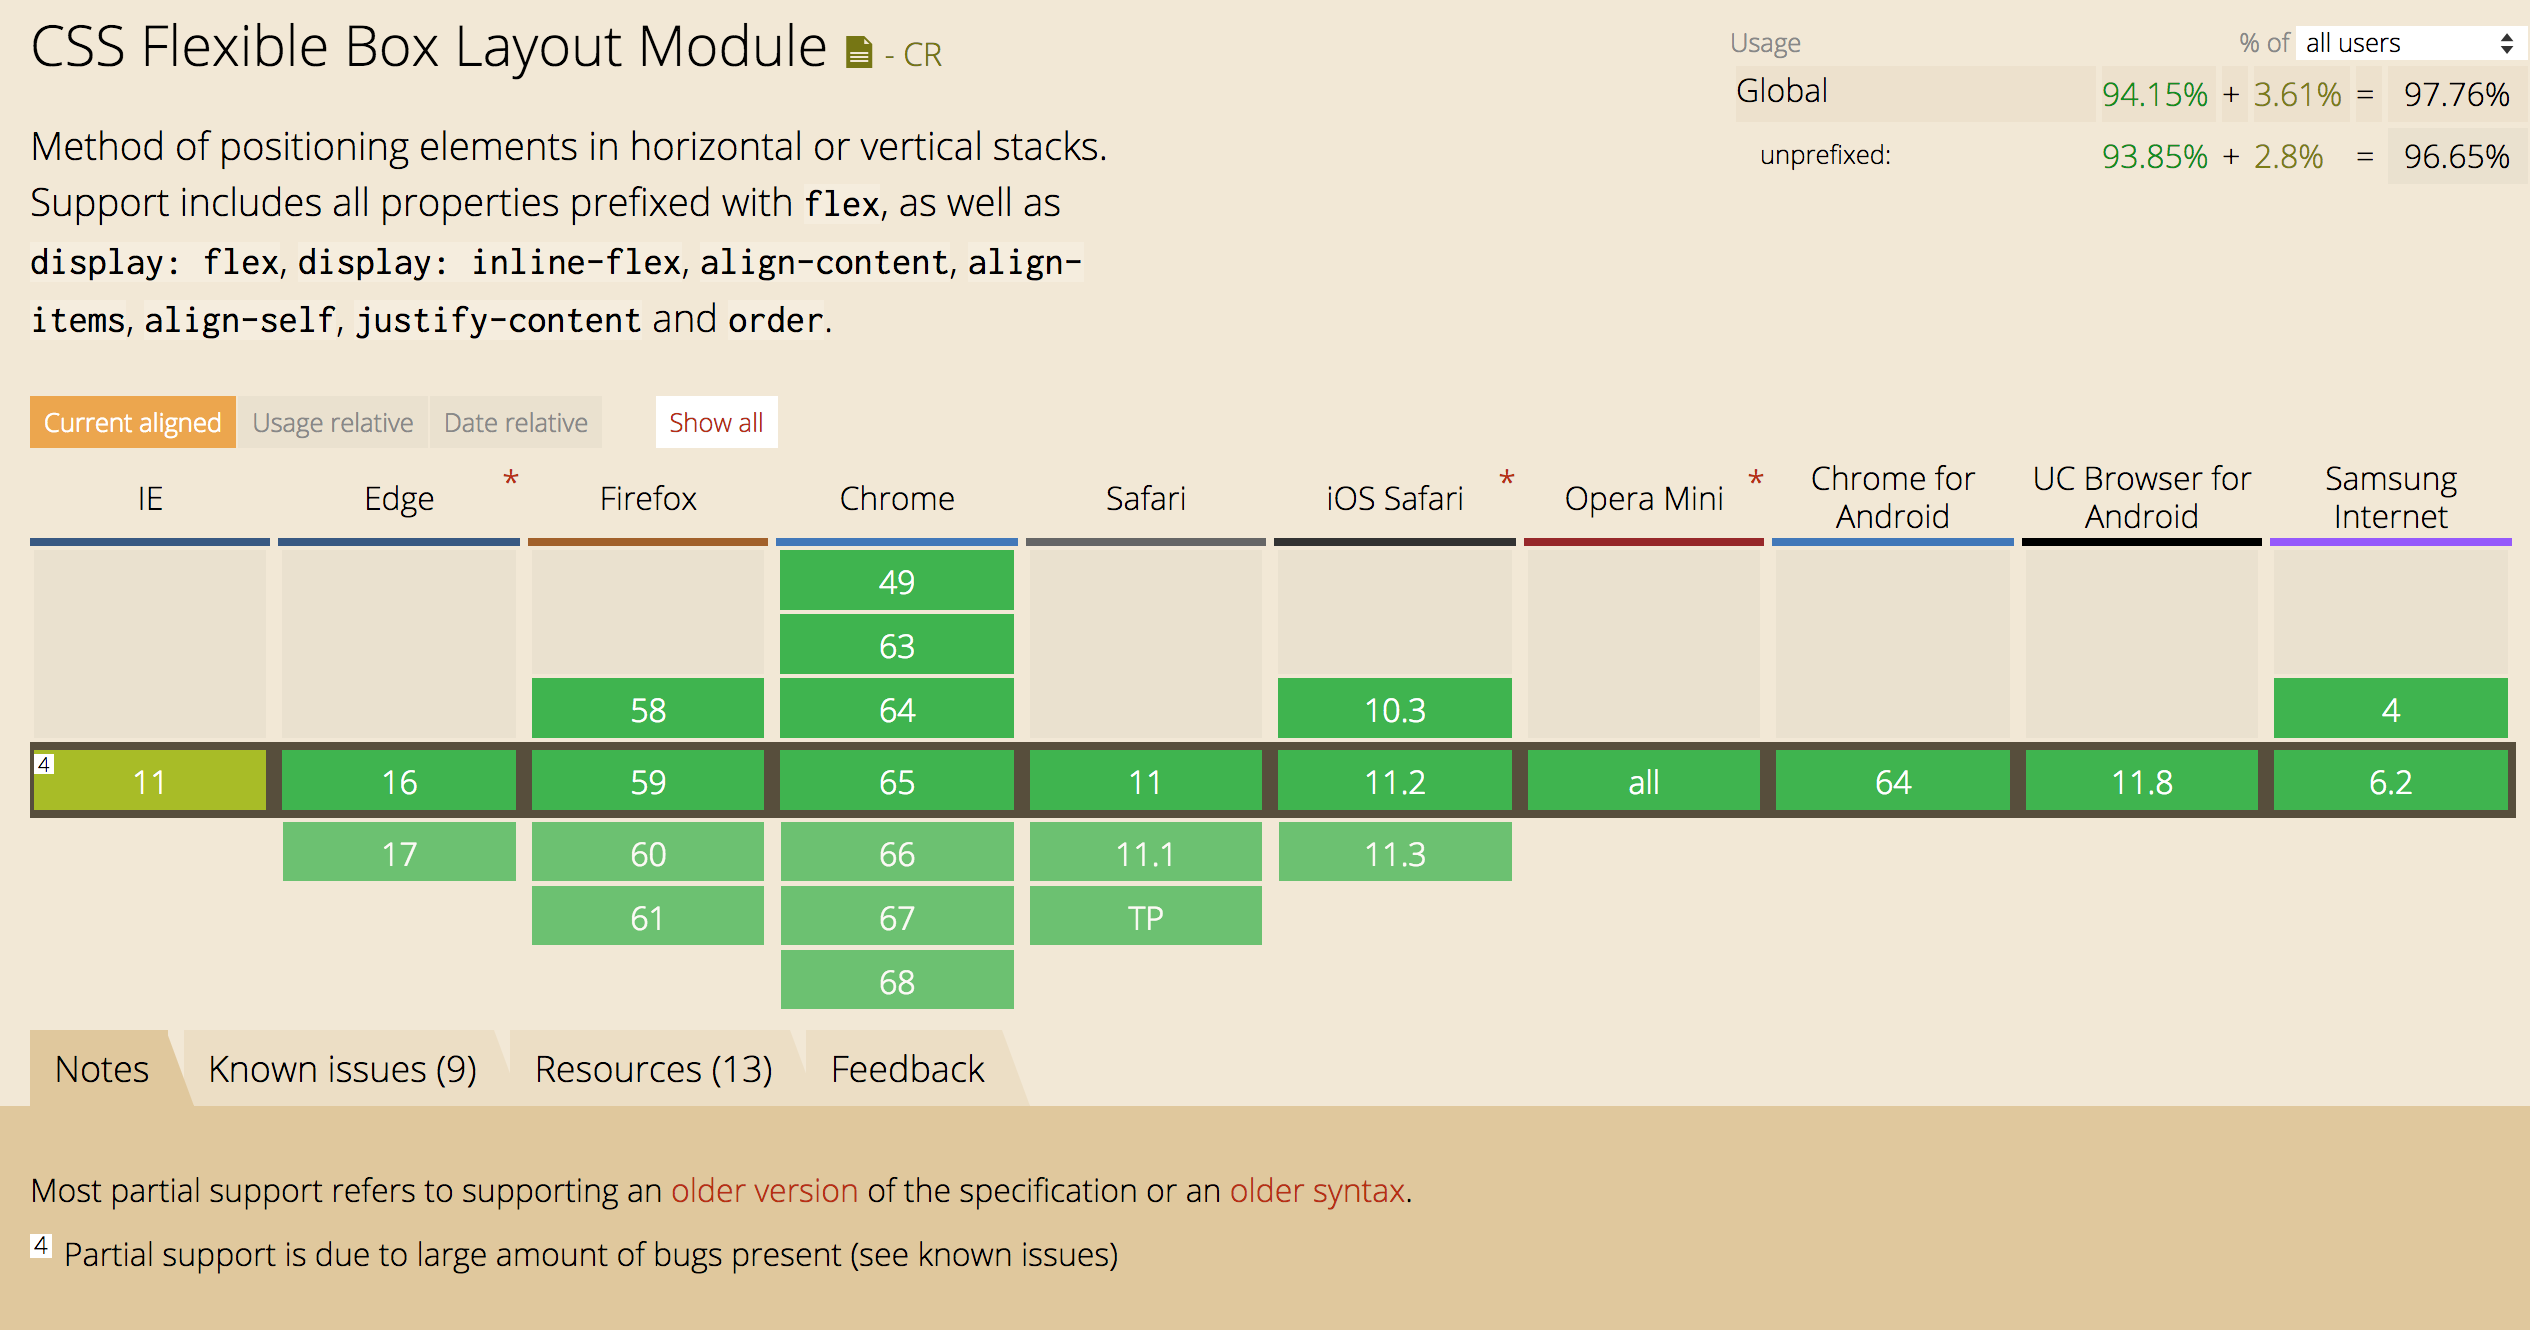 CSS Flexible Box Layout Module - CR
Usage % of all users
Global 94.15% + 3.61% = 97.76%
unprefixed: 93.85% + 2.8% = 96.65%
Method of positioning elements in horizontal or vertical stacks.
Support includes all properties prefixed with flex, as well as
display: flex, display: inline-flex, align-content, align-
items, align-self, justify-content and order.
Current aligned Usage relative Date relative Show all
IE Edge * Firefox Chrome Safari iOS Safari * Opera Mini * Chrome for Android UC Browser for Android Samsung Internet
49
63
58 64 10.3 4
4 11 16 59 65 11 11.2 all 64 11.8 6.2
17 60 66 11.1 11.3
61 67 TP
68
Notes Known issues (9) Resources (13) Feedback
Most partial support refers to supporting an older version of the specification or an older syntax.
4 Partial support is due to large amount of bugs present (see known issues)